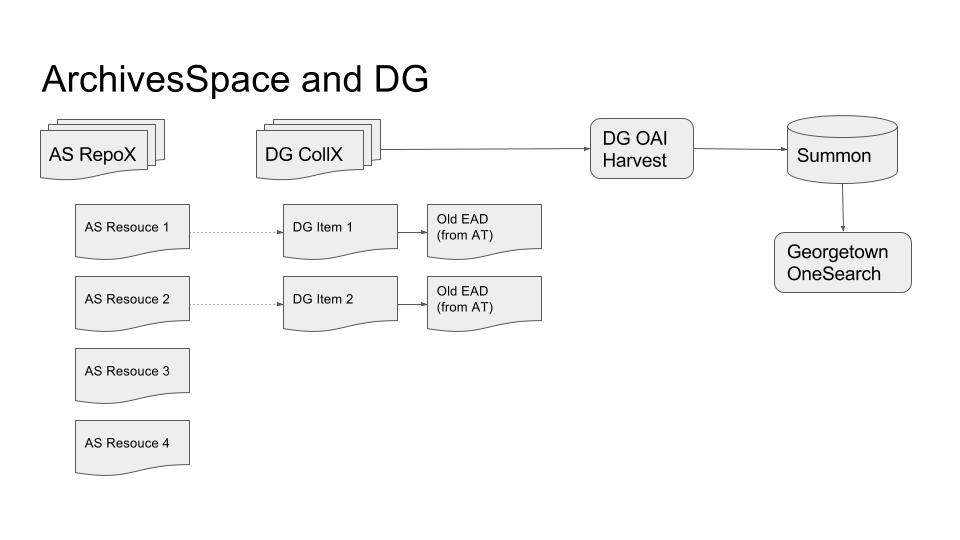 ArchivesSpace and DG
AS RepoX
DG CollX
DG OAI
Harvest
Summon
AS Resouce 1
DG Item 1
Old EAD
(from AT)
Georgetown
OneSearch
AS Resouce 2
DG Item 2
Old EAD
(from AT)
AS Resouce 3
AS Resouce 4